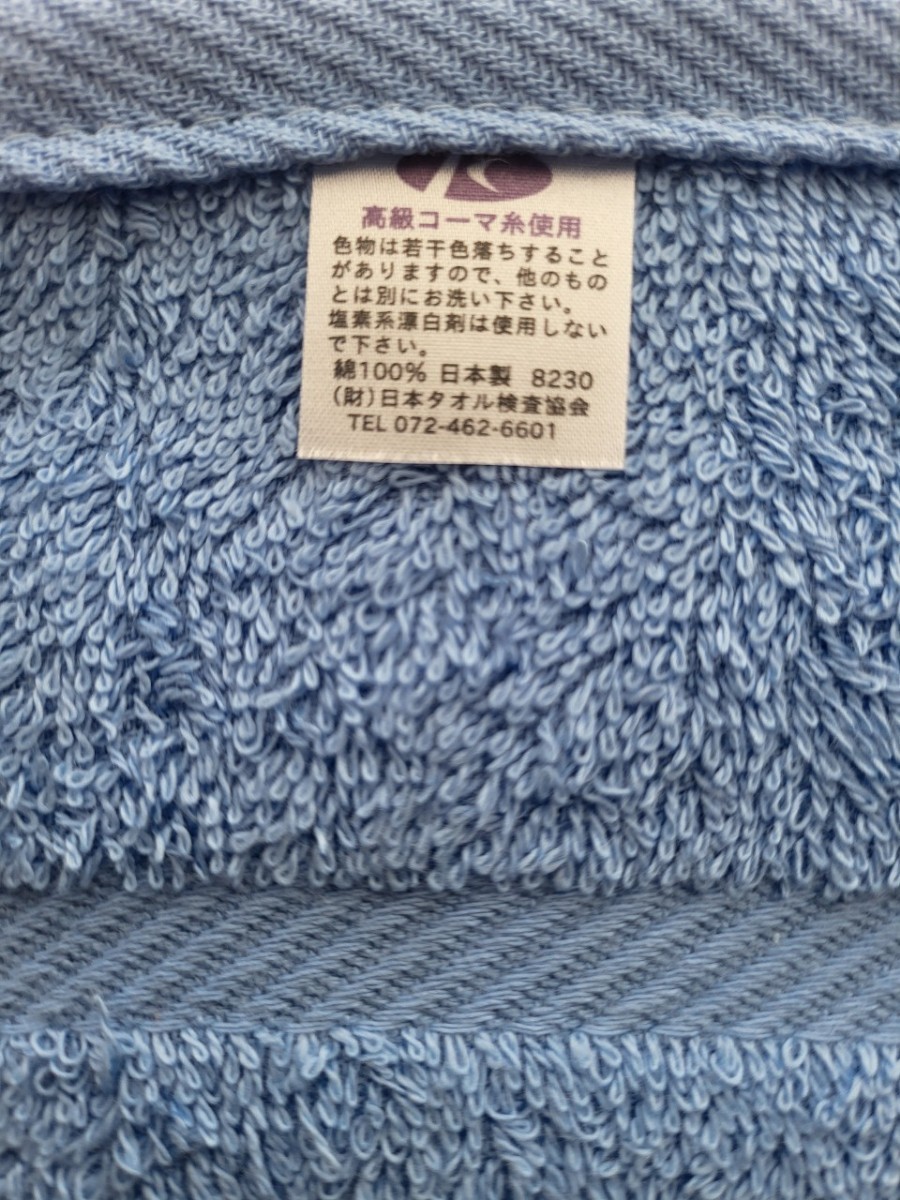 高級コーマ糸使用
色物は若干色落ちすること
がありますので、他のもの
とは別にお洗い下さい。
塩素系漂白剤は使用しない
で下さい。
綿100% 日本製 8230
(財)日本タオル検査協会
TEL 072-462-6601